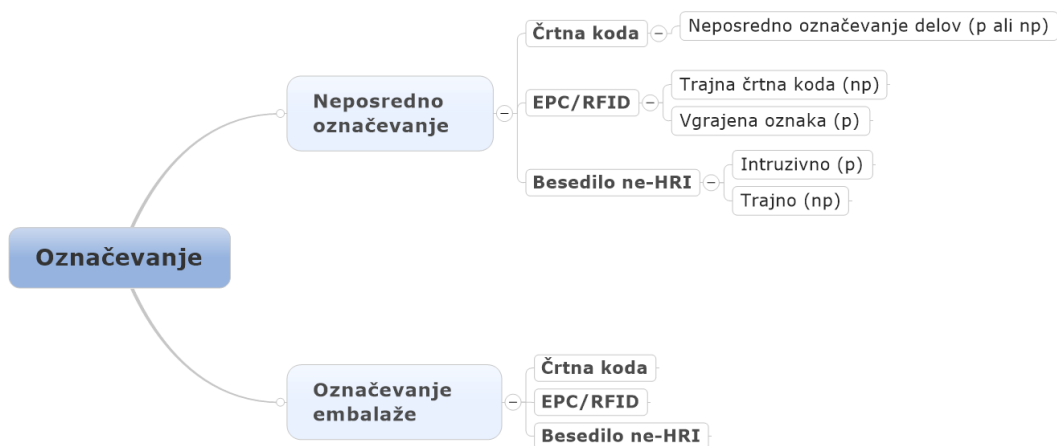 Označevanje
Neposredno
označevanje
Črtna koda
Neposredno označevanje delov (p ali np)
EPC/RFID
Trajna črtna koda (np)
Vgrajena oznaka (p)
Besedilo ne-HRI
Intruzivno (p)
Trajno (np)
Označevanje
embalaže
Črtna koda
EPC/RFID
Besedilo ne-HRI